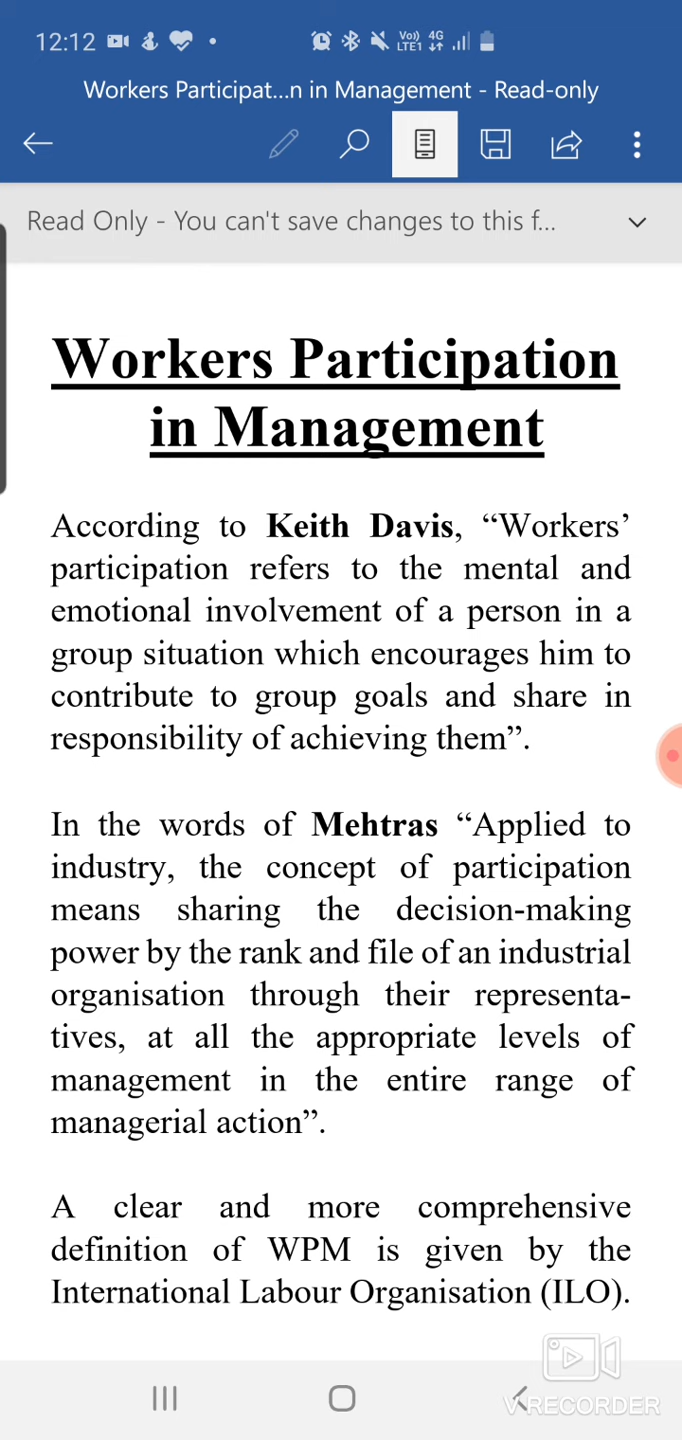 12:12
Vo)) 4G
LTE1
Workers Participat...n in Management - Read-only
Read Only - You can't save changes to this f...
Workers Participation
in Management
According to Keith Davis, “Workers’
participation refers to the mental and
emotional involvement of a person in a
group situation which encourages him to
contribute to group goals and share in
responsibility of achieving them”.
In the words of Mehtras “Applied to
industry, the concept of participation
means sharing the decision-making
power by the rank and file of an industrial
organisation through their representa-
tives, at all the appropriate levels of
management in the entire range of
managerial action”.
A clear and more comprehensive
definition of WPM is given by the
International Labour Organisation (ILO).
V RECORDER